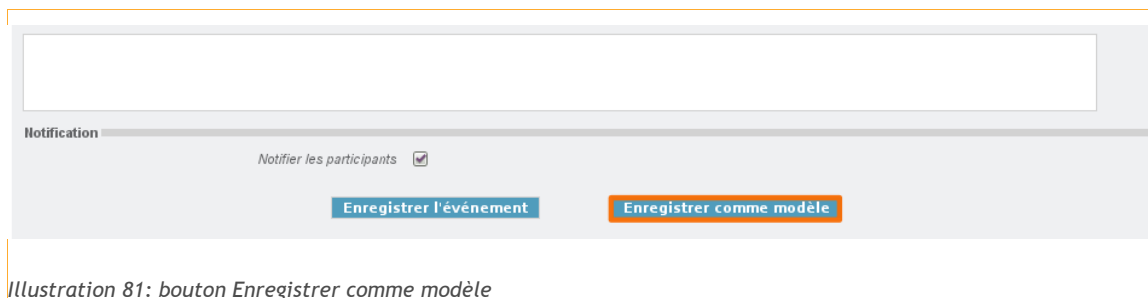 Notification
Notifier les participants
Enregistrer l'événement Enregistrer comme modèle
Illustration 81: bouton Enregistrer comme modèle